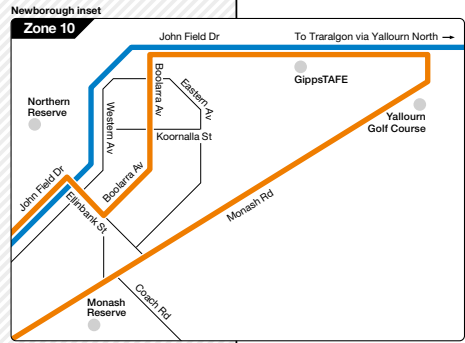 Newborough inset
Zone 10
John Field Dr
To Traralgon via Yallourn North →
GippsTAFE
Boolarra Av
Eastern Av
Northern
Reserve
Western Av
Yallourn
Golf Course
Koornalla St
John Field Dr
Boolarra Av
Ellinbank St
Monash Rd
Coach Rd
Monash
Reserve